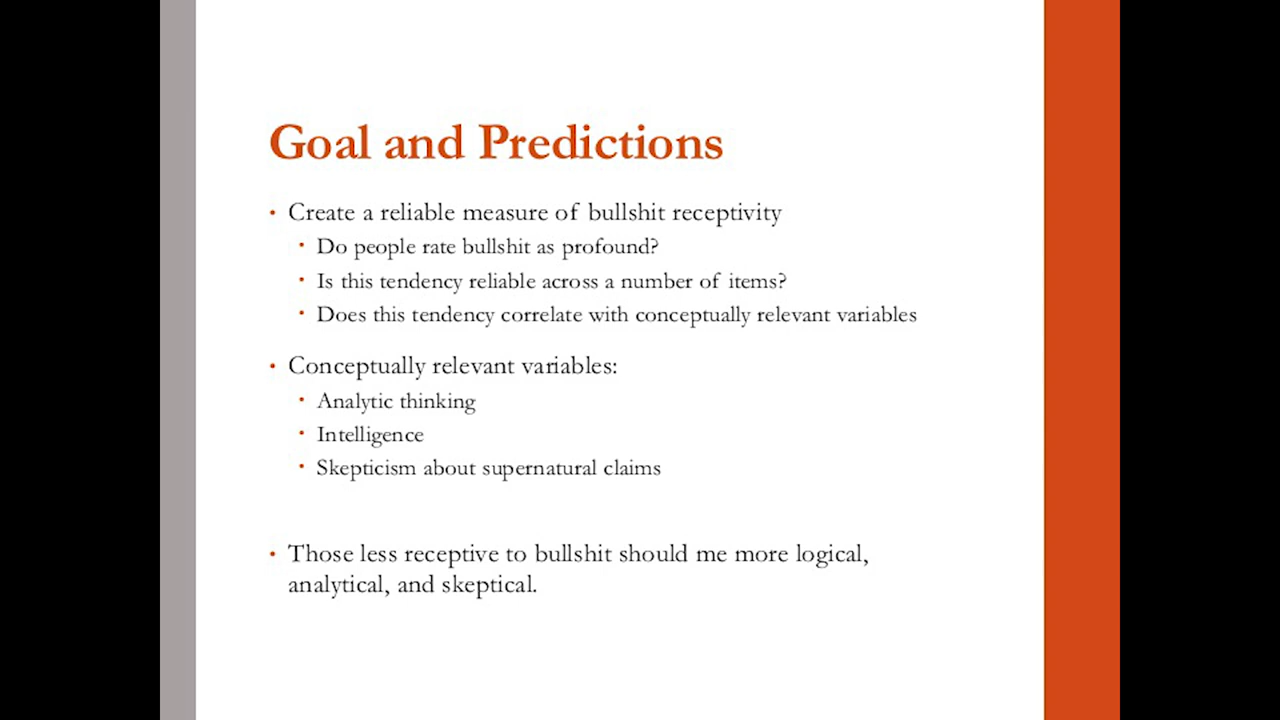 Goal and Predictions
• Create a reliable measure of bullshit receptivity
• Do people rate bullshit as profound?
• Is this tendency reliable across a number of items?
• Does this tendency correlate with conceptually relevant variables
• Conceptually relevant variables:
• Analytic thinking
• Intelligence
• Skepticism about supernatural claims
• Those less receptive to bullshit should me more logical,
analytical, and skeptical.